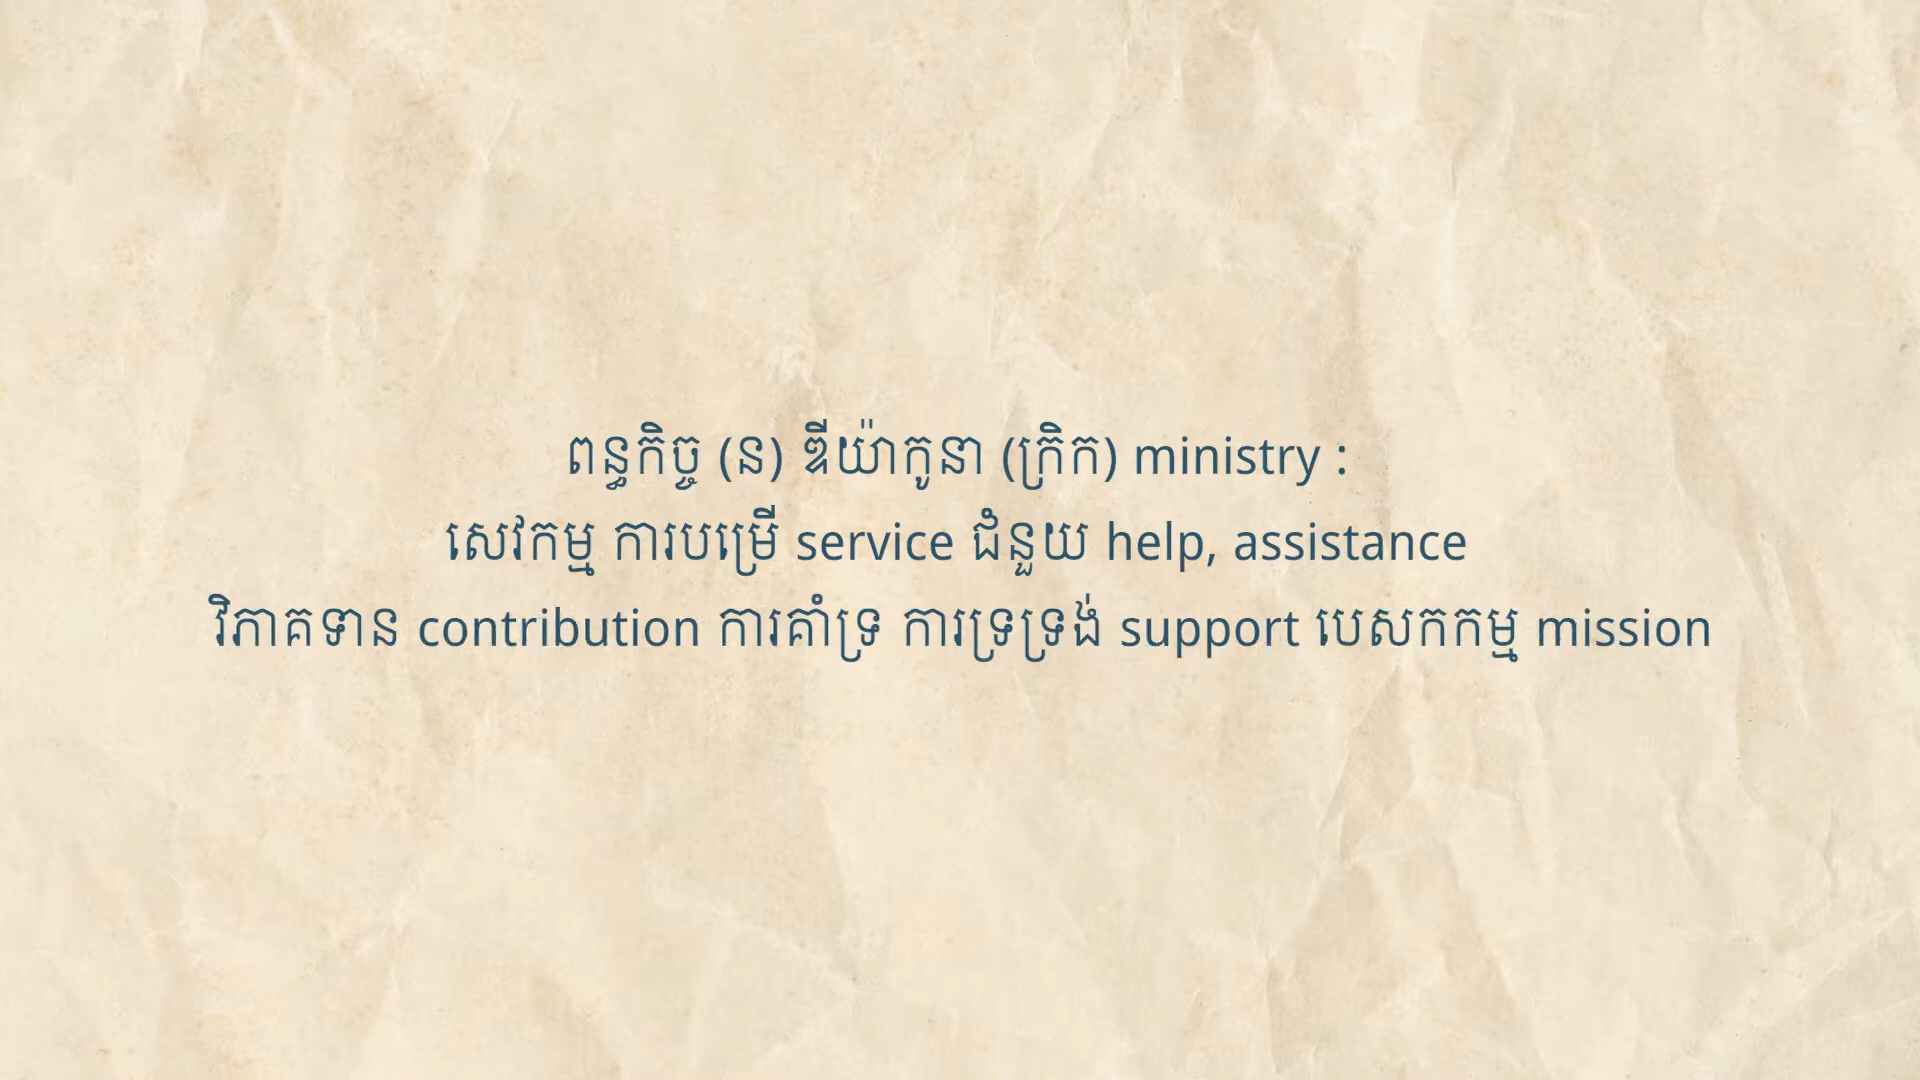 ពន្ធកិច្ច (ន) ឌីយ៉ាកូនា (ក្រិក) ministry :
សេវកម្ម ការបម្រើ service ជំនួយ help, assistance
វិភាគទាន contribution ការគាំទ្រ ការទ្រទ្រង់ support បេសកកម្ម mission